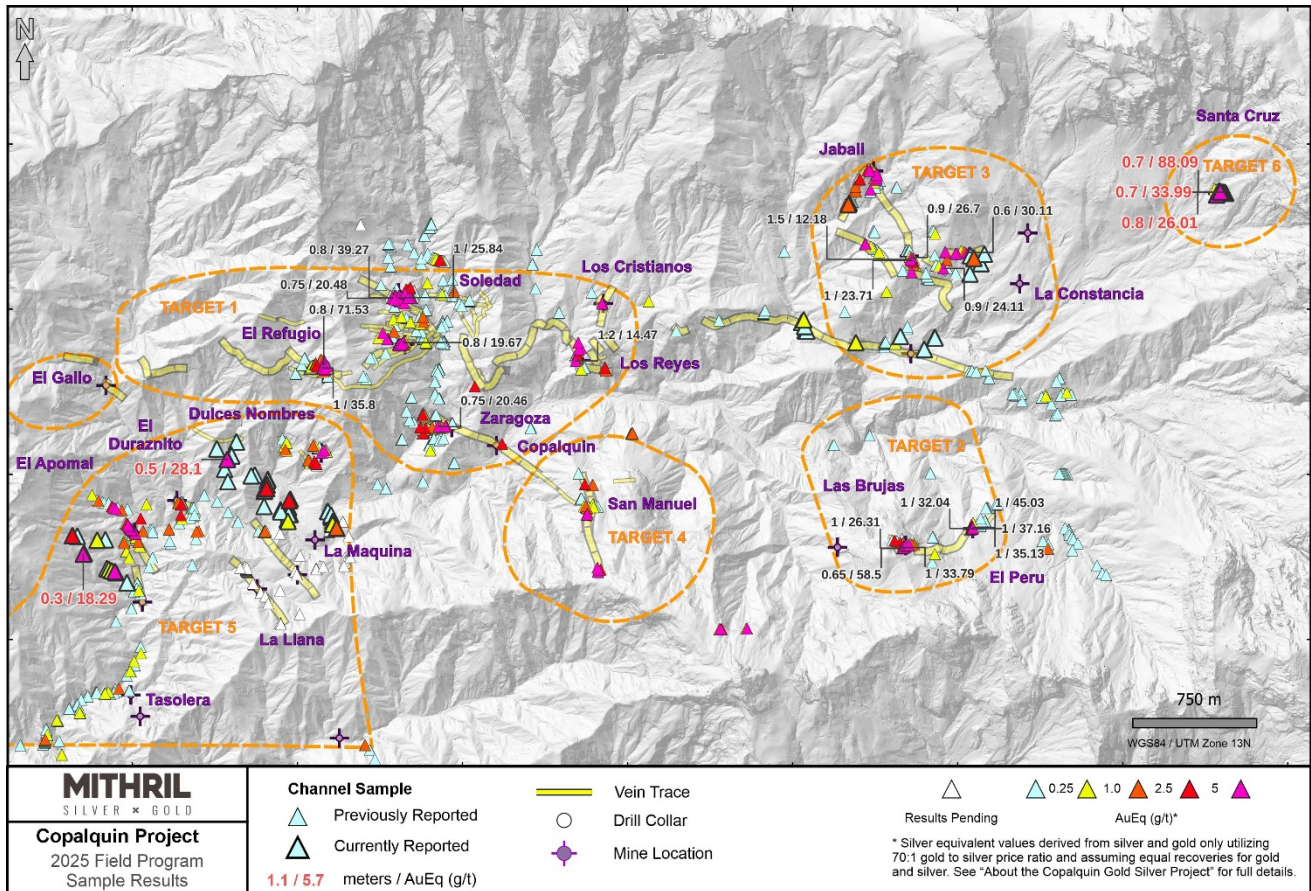 N
Santa Cruz
Jabali
TARGET 3
0.7 / 88.09
TARGET 6
0.7 / 33.99
0.8 / 26.01
1.5 / 12.18
0.9 / 26.7
0.6 / 30.11
0.8 / 39.27
1 / 25.84
0.75 / 20.48
Soledad
Los Cristianos
TARGET 1
0.8 / 71.53
1 / 23.71
0.9 / 24.11
La Constancia
El Refugio
0.8 / 19.67
1.2 / 14.47
Los Reyes
El Gallo
1 / 35.8
0.75 / 20.46
Dulces Nombres
Zaragoza
Copalquin
El
Duraznito
El Apomal
0.5 / 28.1
TARGET 2
Las Brujas
1 / 32.04
1 / 45.03
San Manuel
1 / 26.31
1 / 37.16
TARGET 4
1 / 35.13
La Maquina
0.65 / 58.5
1 / 33.79
El Peru
0.3 / 18.29
TARGET 5
La Llana
Tasolera
750 m
WGS84 / UTM Zone 13N
MITHRIL
SILVER × GOLD
Copalquin Project
2025 Field Program
Sample Results
Channel Sample
Previously Reported
Currently Reported
1.1 / 5.7 meters / AuEq (g/t)
Vein Trace
Drill Collar
Mine Location
0.25 1.0 2.5 5
Results Pending
AuEq (g/t)*
* Silver equivalent values derived from silver and gold only utilizing
70:1 gold to silver price ratio and assuming equal recoveries for gold
and silver. See "About the Copalquin Gold Silver Project" for full details.